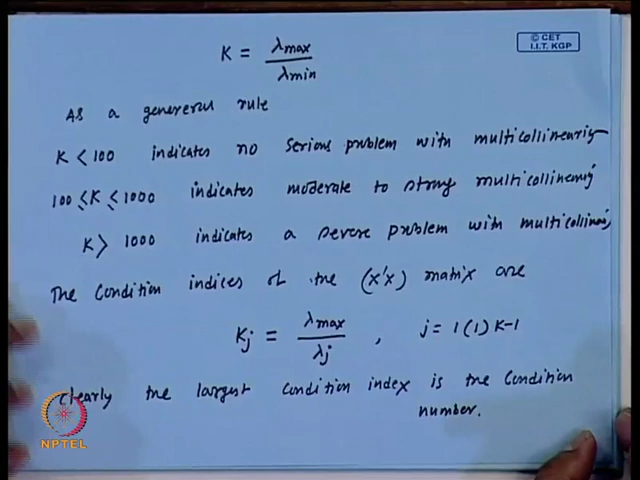 © CET
I.I.T. KGP
K = λmax / λmin
As a genererus rule
K < 100 indicates no serious problem with multicollinearity
100 ≤ K ≤ 1000 indicates moderate to strong multicollinearity
K > 1000 indicates a severe problem with
The condition indices of the (X'X) matrix are
Kj = λmax / λj , j = 1(1) K-1
Clearly the largest condition index is the condition
number.
NPTEL